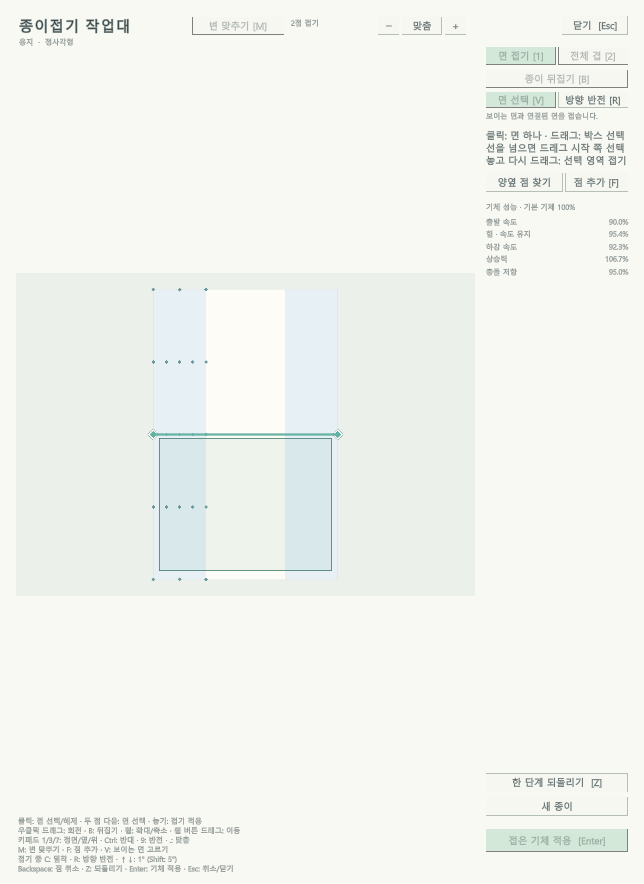 종이접기 작업대
용지 · 정사각형
변 맞추기 [M]
2점 접기
−
맞춤
+
닫기 [Esc]
면 접기 [1]
전체 겹 [2]
종이 뒤집기 [B]
면 선택 [V]
방향 반전 [R]
보이는 면과 연결된 면을 접습니다.
클릭: 면 하나 · 드래그: 박스 선택
선을 넘으면 드래그 시작 쪽 선택
놓고 다시 드래그: 선택 영역 접기
양옆 점 찾기
점 추가 [F]
기체 성능 · 기본 기체 100%
출발 속도 90.0%
힘 · 속도 유지 95.4%
하강 속도 92.3%
상승력 106.7%
충돌 저항 95.0%
한 단계 되돌리기 [Z]
새 종이
접은 기체 적용 [Enter]
클릭: 점 선택/해제 · 두 점 다음: 면 선택 · 놓기: 접기 적용
우클릭 드래그: 회전 · B: 뒤집기 · 휠: 확대/축소 · 휠 버튼 드래그: 이동
키패드 1/3/7: 정면/옆/위 · Ctrl: 반대 · 9: 반전 · .: 맞춤
M: 변 맞추기 · F: 점 추가 · V: 보이는 면 고르기
접기 중 C: 밀착 · R: 방향 반전 · ↑ ↓: 1° (Shift: 5°)
Backspace: 점 취소 · Z: 되돌리기 · Enter: 기체 적용 · Esc: 취소/닫기